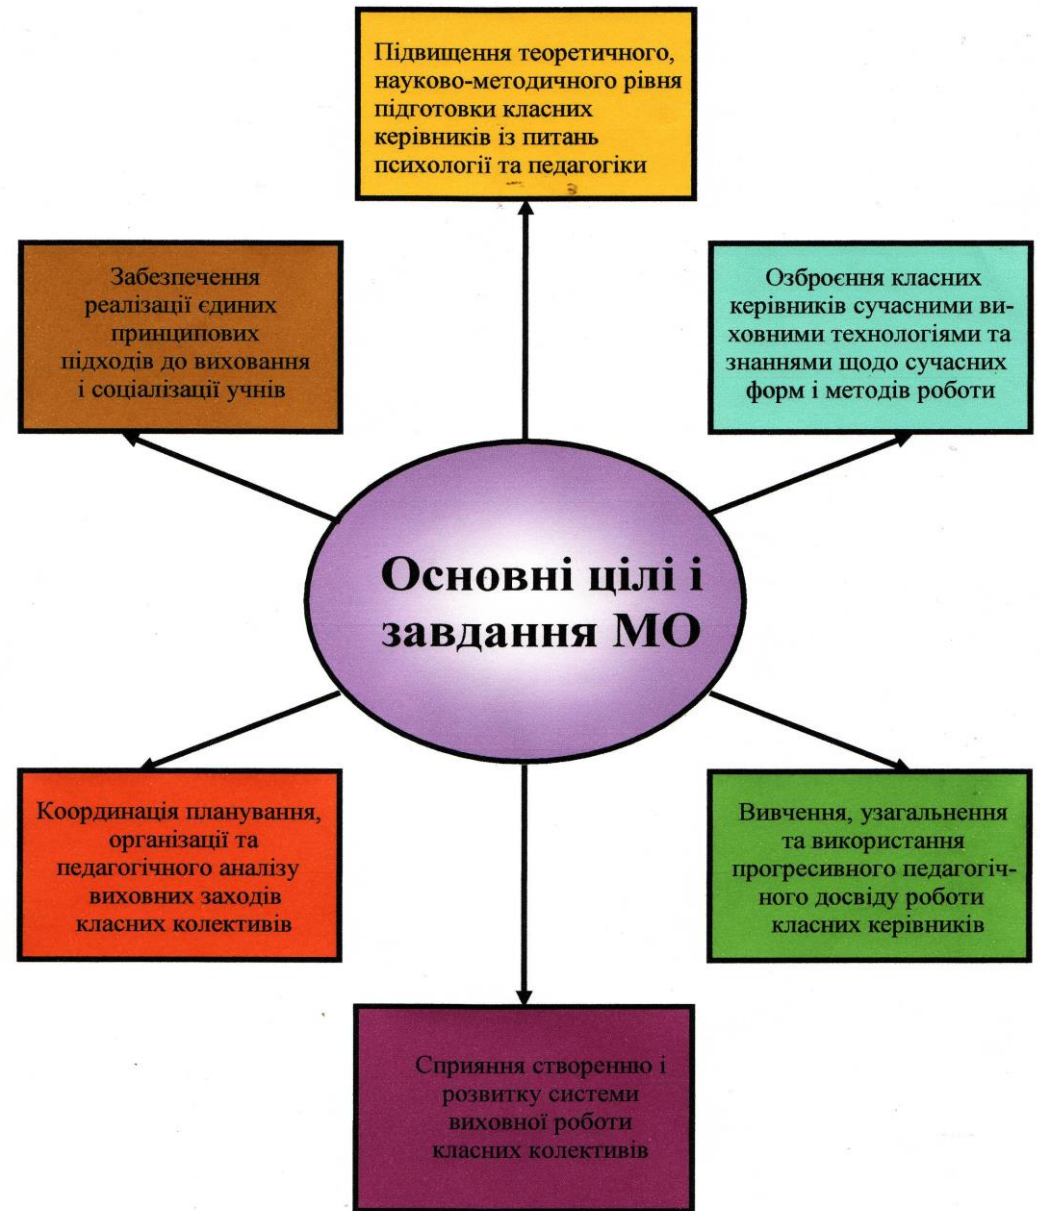 Підвищення теоретичного,
науково-методичного рівня
підготовки класних
керівників із питань
психології та педагогіки
Забезпечення
реалізації єдиних
принципових
підходів до виховання
і соціалізації учнів
Озброєння класних
керівників сучасними ви-
ховними технологіями та
знаннями щодо сучасних
форм і методів роботи
Основні цілі і
завдання МО
Координація планування,
організації та
педагогічного аналізу
виховних заходів
класних колективів
Вивчення, узагальнення
та використання
прогресивного педагогіч-
ного досвіду роботи
класних керівників
Сприяння створенню і
розвитку системи
виховної роботи
класних колективів